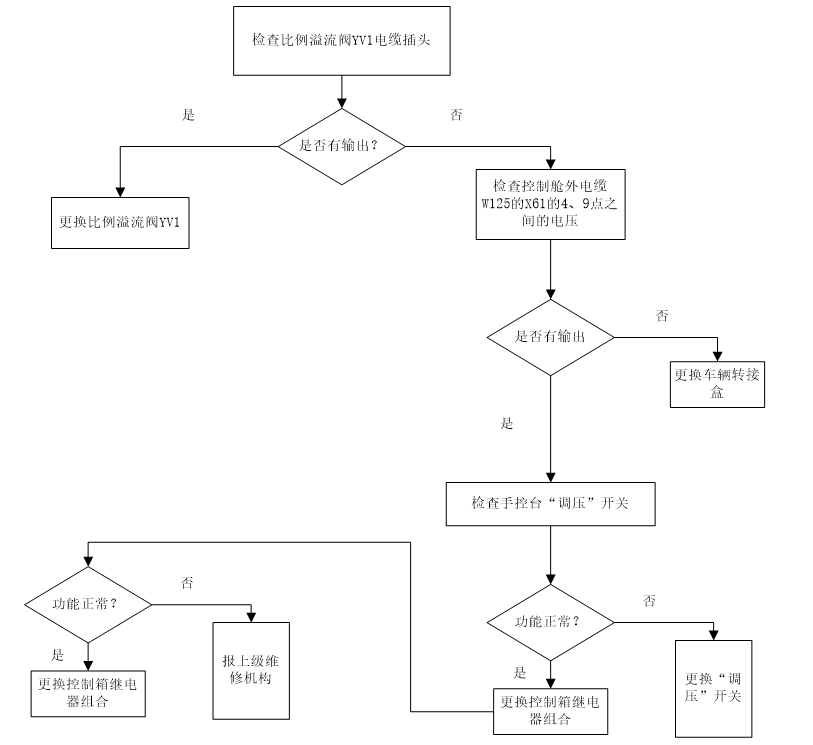 检查比例溢流阀YV1电缆插头
是
否
是否有输出？
更换比例溢流阀YV1
检查控制舱外电缆
W125的X61的4、9点之
间的电压
是否有输出
否
更换车辆转接
盒
是
检查手控台“调压”开关
功能正常？
否
更换“调
压”开关
是
更换控制箱继电
器组合
功能正常？
否
报上级维
修机构
是
更换控制箱继电
器组合